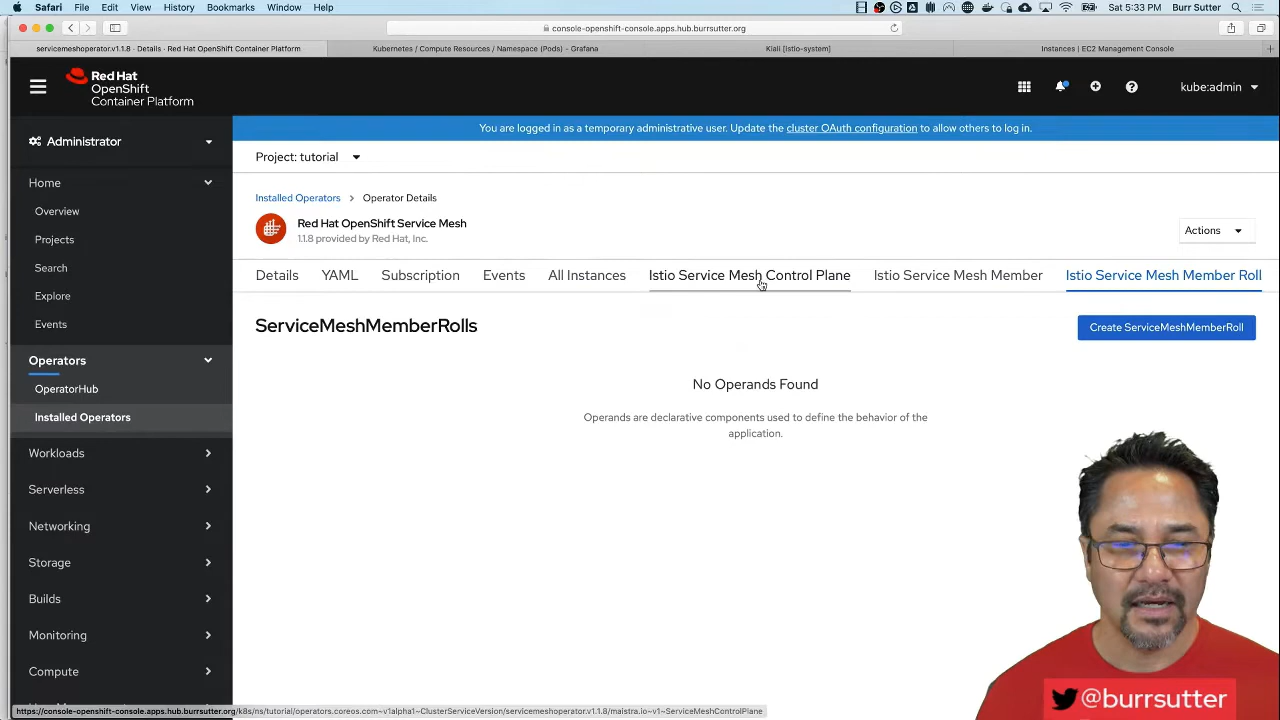 Safari File Edit View History Bookmarks Window Help
Sat 5:33 PM Burr Sutter
console-openshift-console.apps.hub.burrsutter.org
servicemeshoperator.v1.1.8 · Details · Red Hat OpenShift Container Platform
Kubernetes / Compute Resources / Namespace (Pods) - Grafana
Kiali [istio-system]
Instances | EC2 Management Console
Red Hat
OpenShift
Container Platform
kube:admin
You are logged in as a temporary administrative user. Update the cluster OAuth configuration to allow others to log in.
Administrator
Home
Overview
Projects
Search
Explore
Events
Operators
OperatorHub
Installed Operators
Workloads
Serverless
Networking
Storage
Builds
Monitoring
Compute
Project: tutorial
Installed Operators > Operator Details
Red Hat OpenShift Service Mesh
1.1.8 provided by Red Hat, Inc.
Actions
Details YAML Subscription Events All Instances Istio Service Mesh Control Plane Istio Service Mesh Member Istio Service Mesh Member Roll
ServiceMeshMemberRolls
Create ServiceMeshMemberRoll
No Operands Found
Operands are declarative components used to define the behavior of the
application.
@burrsutter
https://console-openshift-console.apps.hub.burrsutter.org/k8s/ns/tutorial/operators.coreos.com~v1alpha1~ClusterServiceVersion/servicemeshoperator.v1.1.8/maistra.io~v1~ServiceMeshControlPlane